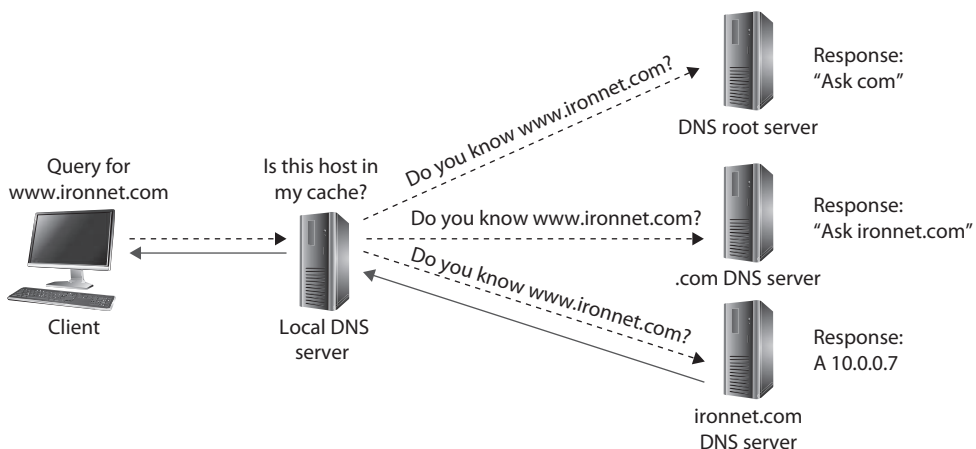 Query for
www.ironnet.com
Client
Is this host in
my cache?
Local DNS
server
Do you know www.ironnet.com?
Do you know www.ironnet.com?
Do you know www.ironnet.com?
DNS root server
Response:
“Ask com”
.com DNS server
Response:
“Ask ironnet.com”
ironnet.com
DNS server
Response:
A 10.0.0.7